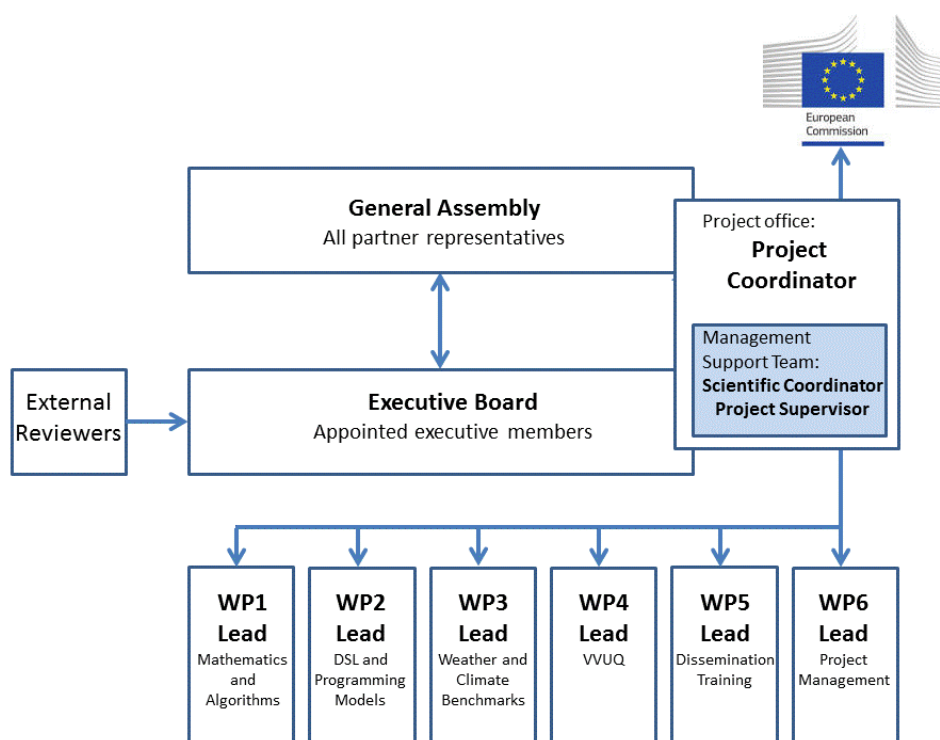 European
Commission
General Assembly
All partner representatives
Project office:
Project
Coordinator
Management
Support Team:
Scientific Coordinator
Project Supervisor
External
Reviewers
Executive Board
Appointed executive members
WP1
Lead
Mathematics
and
Algorithms
WP2
Lead
DSL and
Programming
Models
WP3
Lead
Weather and
Climate
Benchmarks
WP4
Lead
VVUQ
WP5
Lead
Dissemination
Training
WP6
Lead
Project
Management